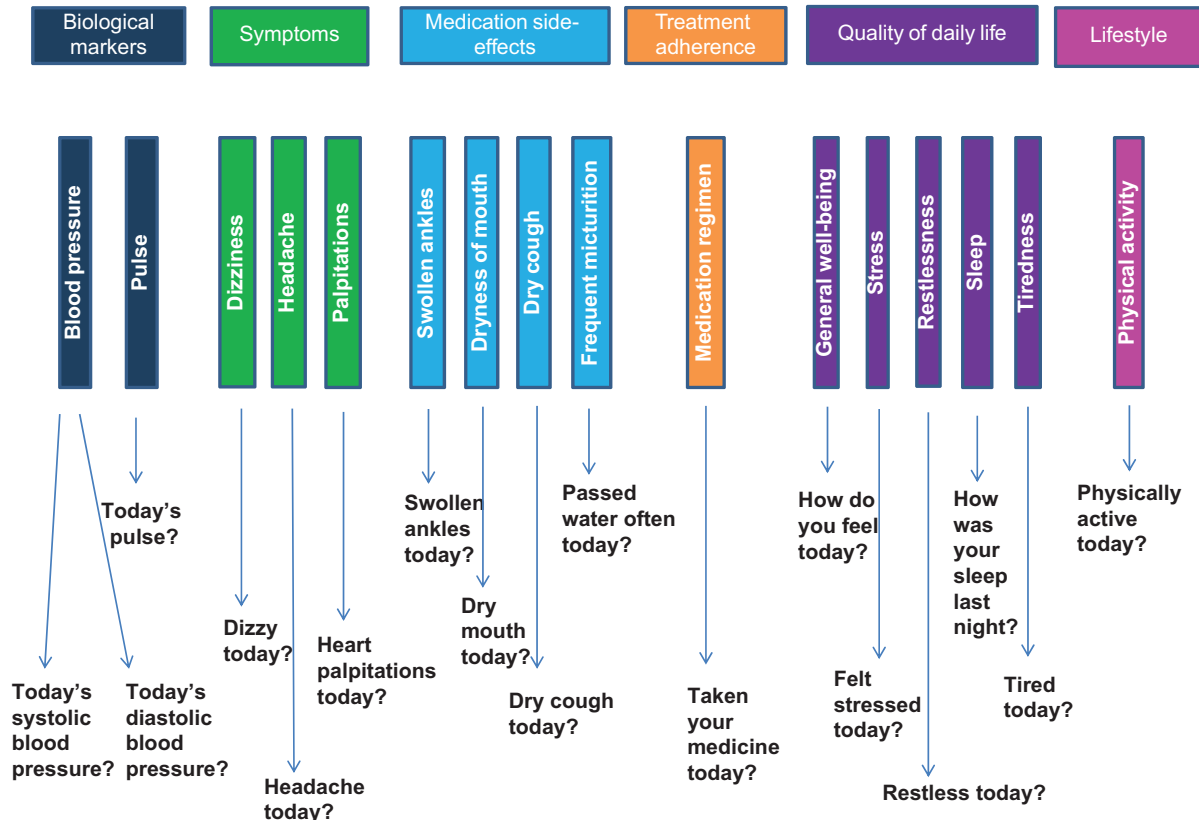 Biological
markers
Symptoms
Medication side-
effects
Treatment
adherence
Quality of daily life
Lifestyle
Blood pressure
Pulse
Dizziness
Headache
Palpitations
Swollen ankles
Dryness of mouth
Dry cough
Frequent micturition
Medication regimen
General well-being
Stress
Restlessness
Sleep
Tiredness
Physical activity
Today's
pulse?
Swollen
ankles
today?
Passed
water often
today?
How do
you feel
today?
How
was
your
sleep
last
night?
Physically
active
today?
Dizzy
today?
Heart
palpitations
today?
Dry
mouth
today?
Today's
systolic
blood
pressure?
Today's
diastolic
blood
pressure?
Dry cough
today?
Taken
your
medicine
today?
Felt
stressed
today?
Tired
today?
Headache
today?
Restless today?